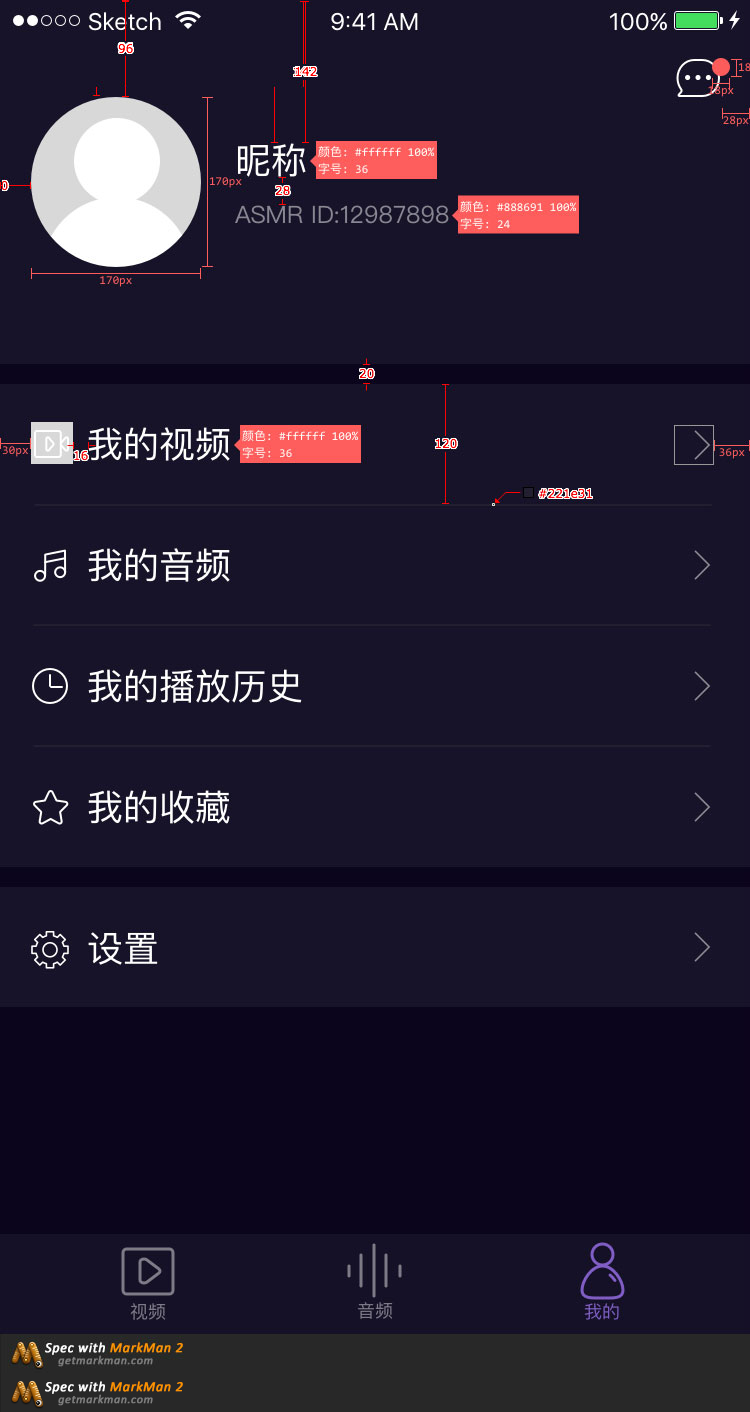 Sketch 9:41 AM 100%
96
142
18
18px
28px
昵称
颜色: #ffffff 100%
字号: 36
0
170px
28
ASMR ID:12987898
颜色: #888691 100%
字号: 24
170px
20
30px
16
我的视频
颜色: #ffffff 100%
字号: 36
120
36px
#221e31
我的音频
我的播放历史
我的收藏
设置
视频 音频 我的
Spec with MarkMan 2
getmarkman.com
Spec with MarkMan 2
getmarkman.com